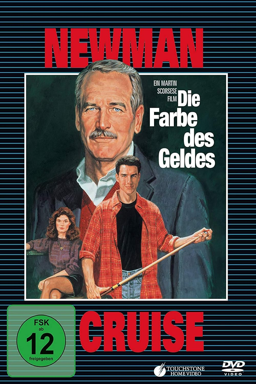 NEWMAN
EIN MARTIN
SCORSESE
FILM
Die
Farbe
des
Geldes
FSK
ab
12
freigegeben
CRUISE
TOUCHSTONE
HOME VIDEO
DVD
VIDEO